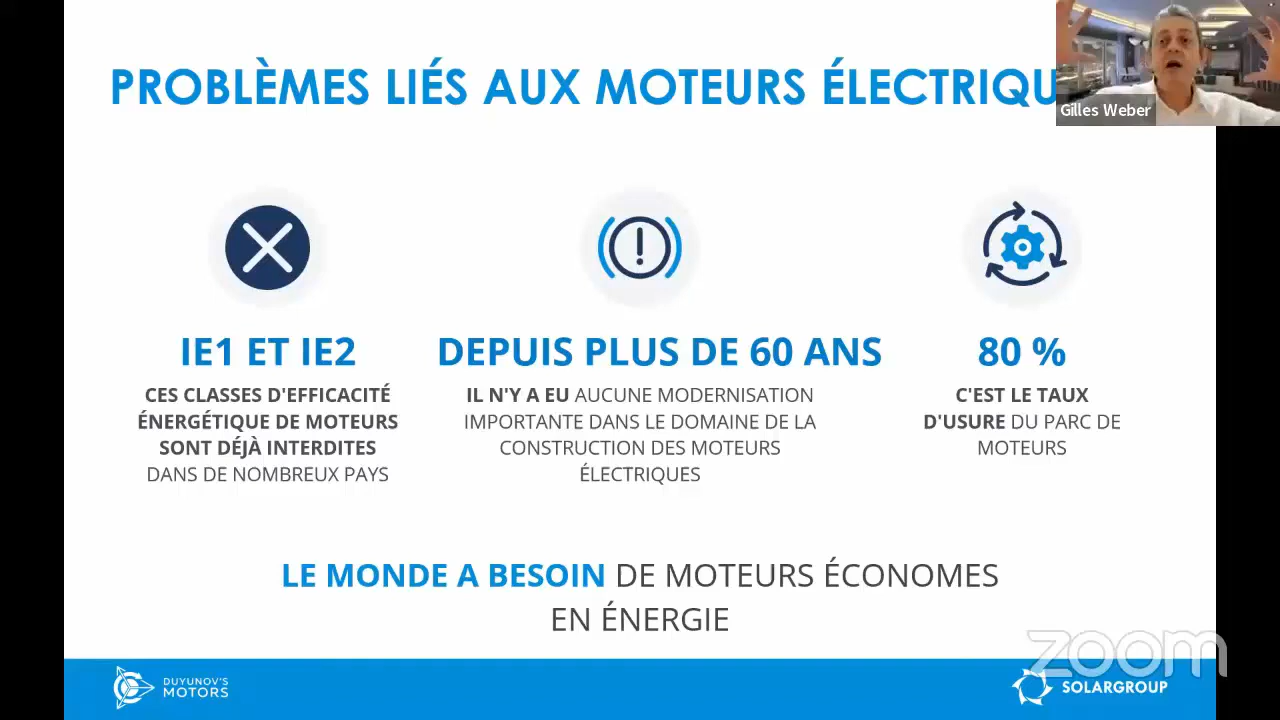 PROBLÈMES LIÉS AUX MOTEURS ÉLECTRIQU
Gilles Weber
IE1 ET IE2
CES CLASSES D'EFFICACITÉ
ÉNERGÉTIQUE DE MOTEURS
SONT DÉJÀ INTERDITES
DANS DE NOMBREUX PAYS
DEPUIS PLUS DE 60 ANS
IL N'Y A EU AUCUNE MODERNISATION
IMPORTANTE DANS LE DOMAINE DE LA
CONSTRUCTION DES MOTEURS
ÉLECTRIQUES
80 %
C'EST LE TAUX
D'USURE DU PARC DE
MOTEURS
LE MONDE A BESOIN DE MOTEURS ÉCONOMES
EN ÉNERGIE
zoom
DUYUNOV'S
MOTORS
SOLARGROUP